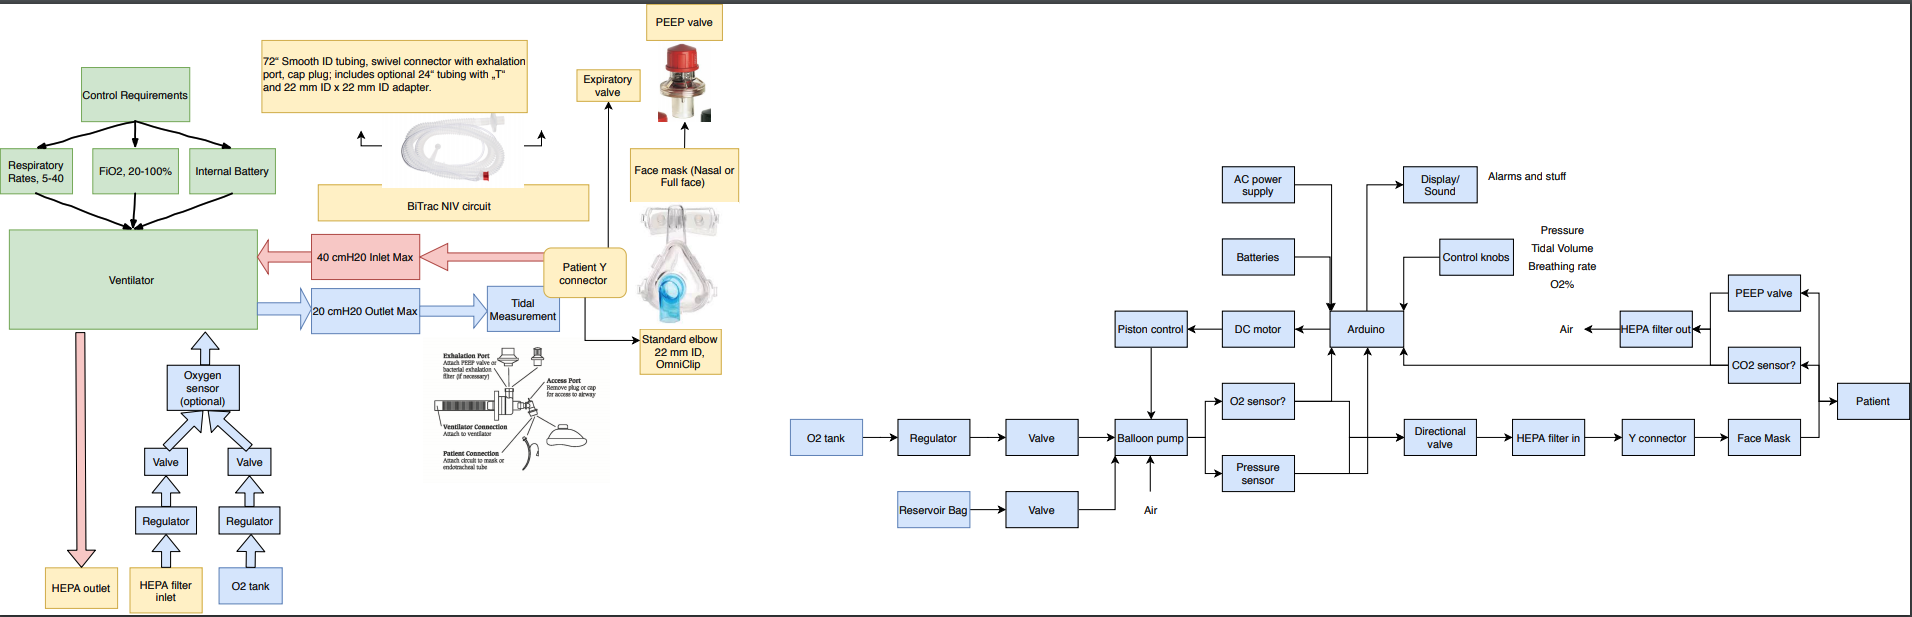 PEEP valve
72" Smooth ID tubing, swivel connector with exhalation
port, cap plug; includes optional 24" tubing with „T"
and 22 mm ID x 22 mm ID adapter.
Expiratory
valve
Control Requirements
Respiratory
Rates, 5-40
FiO2, 20-100%
Internal Battery
Face mask (Nasal or
Full face)
BiTrac NIV circuit
Ventilator
40 cmH20 Inlet Max
Patient Y
connector
20 cmH20 Outlet Max
Tidal
Measurement
Standard elbow
22 mm ID,
OmniClip
Exhalation Port
Attach PEEP valve or
bacterial exhalation
filter (if necessary)
Access Port
Remove plug or cap
for access to airway
Ventilator Connection
Attach to ventilator
Patient Connection
Attach circuit to mask or
endotracheal tube
Oxygen
sensor
(optional)
Valve
Valve
Regulator
Regulator
HEPA outlet
HEPA filter
inlet
O2 tank
AC power
supply
Display/
Sound
Alarms and stuff
Batteries
Control knobs
Pressure
Tidal Volume
Breathing rate
O2%
PEEP valve
Piston control
DC motor
Arduino
Air
HEPA filter out
CO2 sensor?
O2 sensor?
Patient
O2 tank
Regulator
Valve
Balloon pump
Directional
valve
HEPA filter in
Y connector
Face Mask
Pressure
sensor
Reservoir Bag
Valve
Air